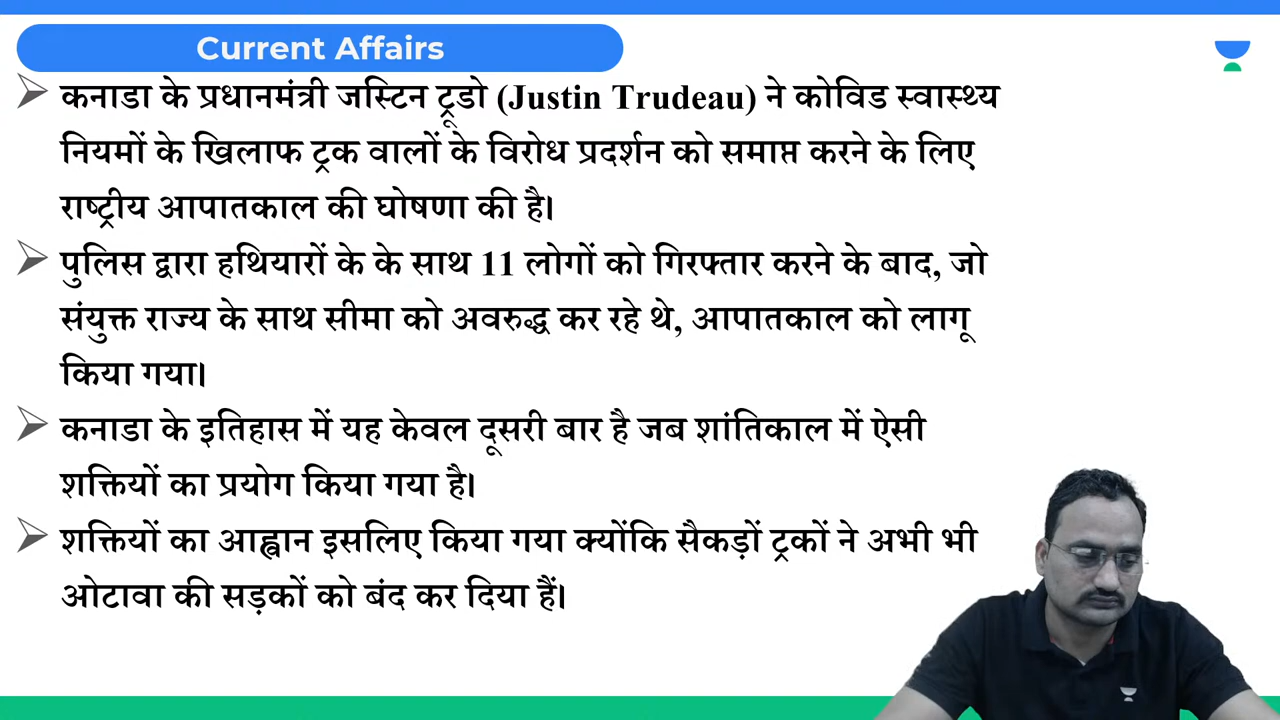 Current Affairs
कनाडा के प्रधानमंत्री जस्टिन ट्रूडो (Justin Trudeau) ने कोविड स्वास्थ्य
नियमों के खिलाफ ट्रक वालों के विरोध प्रदर्शन को समाप्त करने के लिए
राष्ट्रीय आपातकाल की घोषणा की है।
पुलिस द्वारा हथियारों के के साथ 11 लोगों को गिरफ्तार करने के बाद, जो
संयुक्त राज्य के साथ सीमा को अवरुद्ध कर रहे थे, आपातकाल को लागू
किया गया।
कनाडा के इतिहास में यह केवल दूसरी बार है जब शांतिकाल में ऐसी
शक्तियों का प्रयोग किया गया है।
शक्तियों का आह्वान इसलिए किया गया क्योंकि सैकड़ों ट्रकों ने अभी भी
ओटावा की सड़कों को बंद कर दिया हैं।